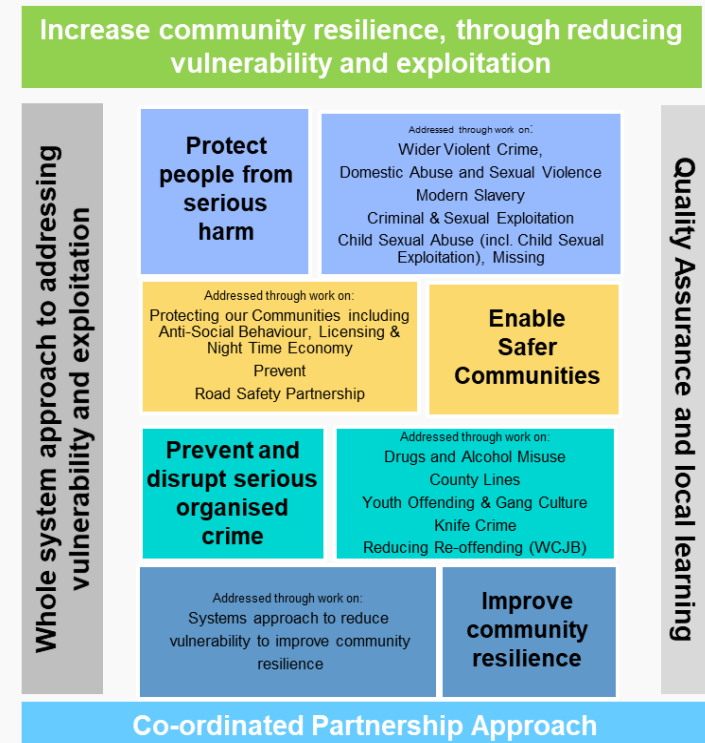 Increase community resilience, through reducing
vulnerability and exploitation
Whole system approach to addressing
vulnerability and exploitation
Protect
people from
serious
harm
Addressed through work on:
Wider Violent Crime,
Domestic Abuse and Sexual Violence
Modern Slavery
Criminal & Sexual Exploitation
Child Sexual Abuse (incl. Child Sexual
Exploitation), Missing
Addressed through work on:
Protecting our Communities including
Anti-Social Behaviour, Licensing &
Night Time Economy
Prevent
Road Safety Partnership
Enable
Safer
Communities
Prevent and
disrupt serious
organised
crime
Addressed through work on:
Drugs and Alcohol Misuse
County Lines
Youth Offending & Gang Culture
Knife Crime
Reducing Re-offending (WCJB)
Addressed through work on:
Systems approach to reduce
vulnerability to improve community
resilience
Improve
community
resilience
Quality Assurance and local learning
Co-ordinated Partnership Approach